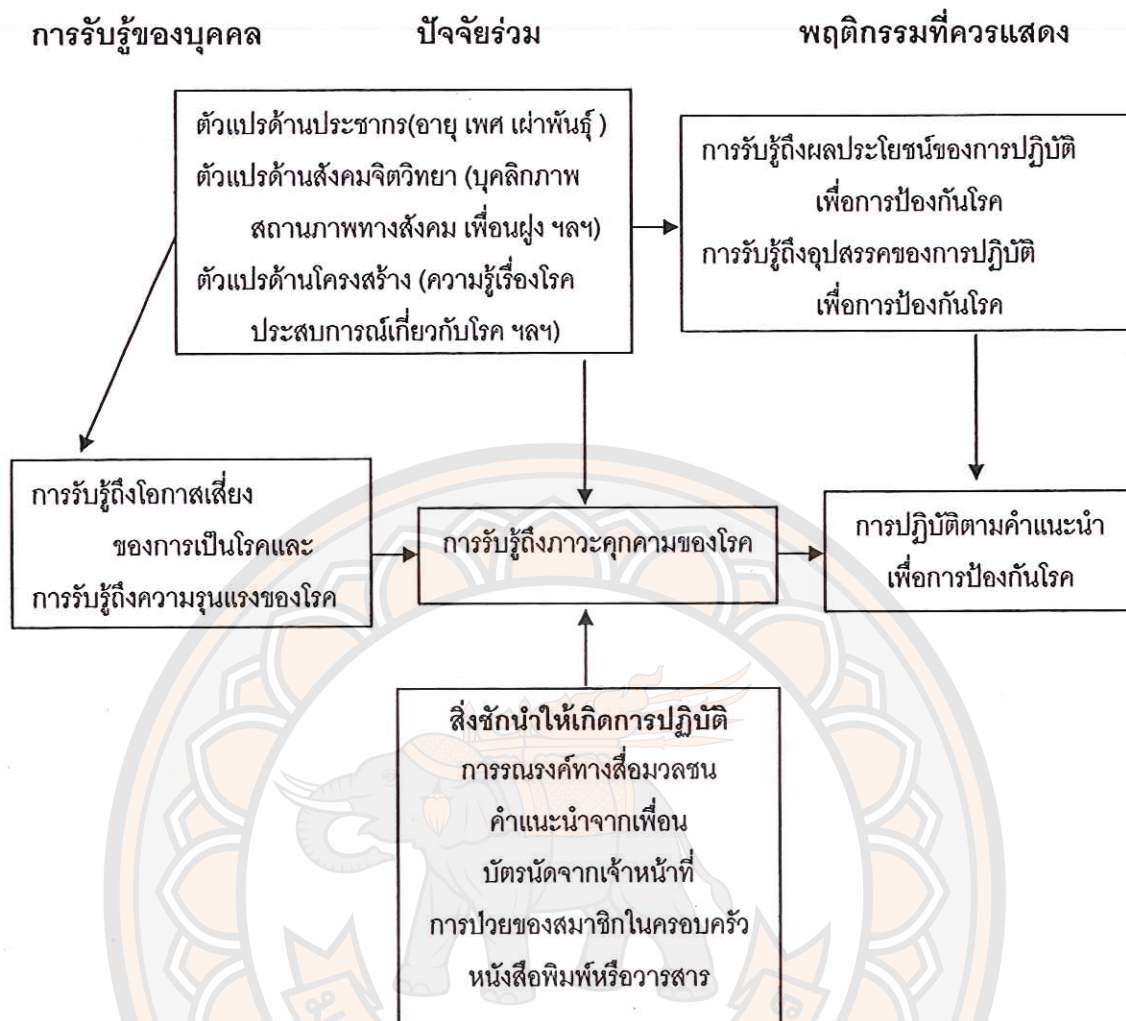 การรับรู้ของบุคคล
ปัจจัยร่วม
พฤติกรรมที่ควรแสดง
ตัวแปรด้านประชากร(อายุ เพศ เผ่าพันธุ์ )
ตัวแปรด้านสังคมจิตวิทยา (บุคลิกภาพ
สถานภาพทางสังคม เพื่อนฝูง ฯลฯ)
ตัวแปรด้านโครงสร้าง (ความรู้เรื่องโรค
ประสบการณ์เกี่ยวกับโรค ฯลฯ)
การรับรู้ถึงผลประโยชน์ของการปฏิบัติ
เพื่อการป้องกันโรค
การรับรู้ถึงอุปสรรคของการปฏิบัติ
เพื่อการป้องกันโรค
การรับรู้ถึงโอกาสเสี่ยง
ของการเป็นโรคและ
การรับรู้ถึงความรุนแรงของโรค
การรับรู้ถึงภาวะคุกคามของโรค
การปฏิบัติตามคำแนะนำ
เพื่อการป้องกันโรค
สิ่งชักนำให้เกิดการปฏิบัติ
การรณรงค์ทางสื่อมวลชน
คำแนะนำจากเพื่อน
บัตรนัดจากเจ้าหน้าที่
การป่วยของสมาชิกในครอบครัว
หนังสือพิมพ์หรือวารสาร